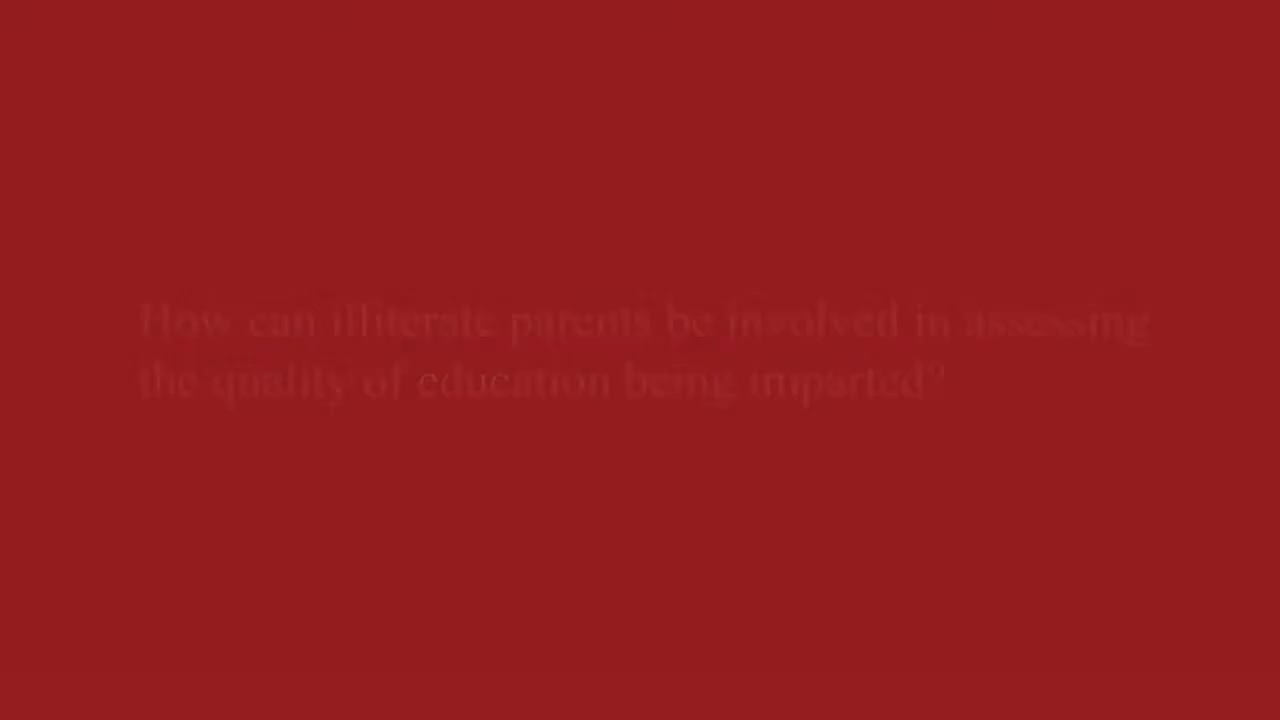 How can illiterate parents be involved in assessing
the quality of education being imparted?